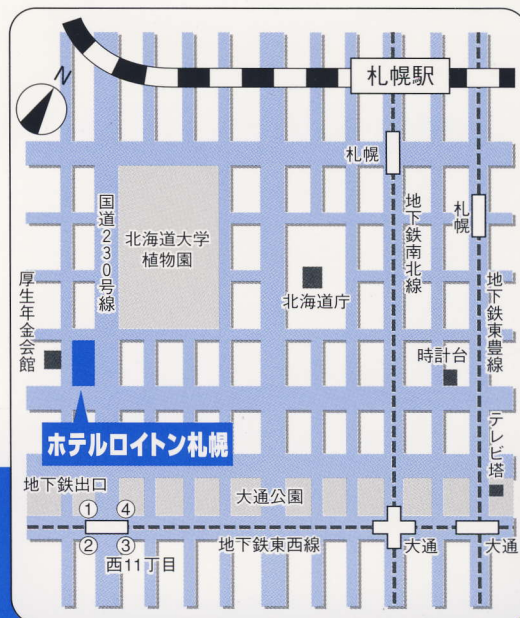 N
札幌駅
札幌
札幌
国道230号線
地下鉄南北線
北海道大学
植物園
北海道庁
地下鉄東豊線
厚生年金会館
時計台
ホテルロイトン札幌
テレビ塔
地下鉄出口
大通公園
① ④
② ③
西11丁目
地下鉄東西線
大通
大通